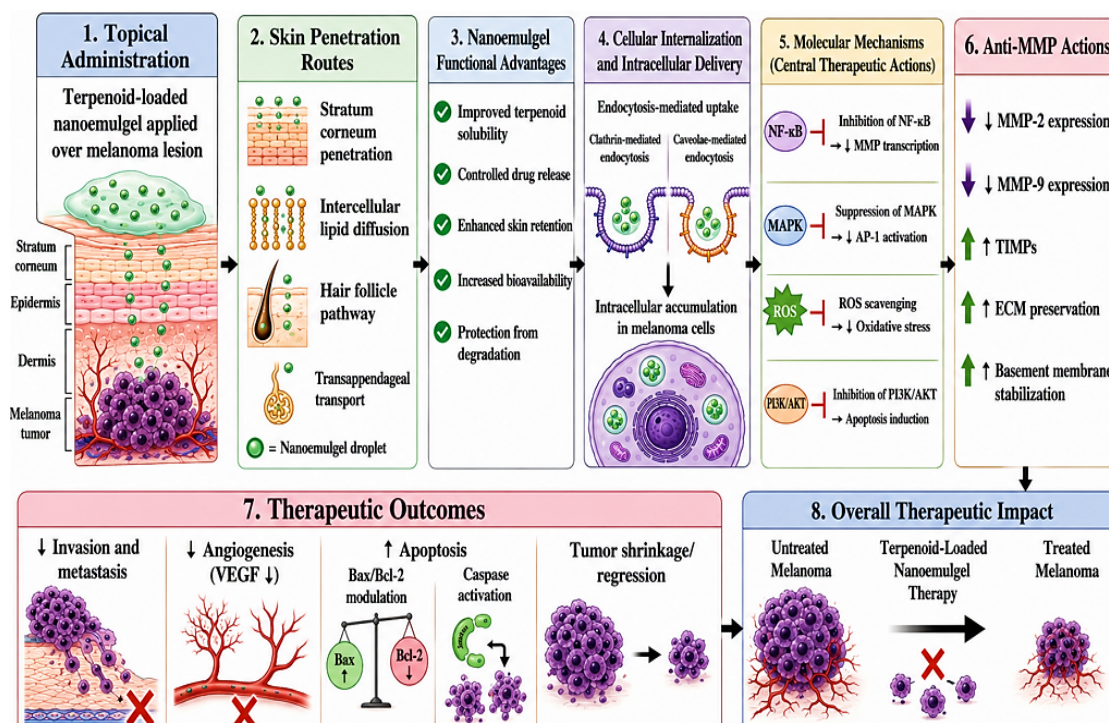 1. Topical
Administration
Terpenoid-loaded
nanoemulgel applied
over melanoma lesion
Stratum
corneum
Epidermis
Dermis
Melanoma
tumor
2. Skin Penetration
Routes
Stratum
corneum
penetration
Intercellular
lipid diffusion
Hair follicle
pathway
Transappendageal
transport
= Nanoemulgel droplet
3. Nanoemulgel
Functional Advantages
Improved terpenoid
solubility
Controlled drug release
Enhanced skin retention
Increased bioavailability
Protection from
degradation
4. Cellular Internalization
and Intracellular Delivery
Endocytosis-mediated uptake
Clathrin-mediated
endocytosis
Caveolae-mediated
endocytosis
Intracellular accumulation
in melanoma cells
5. Molecular Mechanisms
(Central Therapeutic Actions)
NF-κB
Inhibition of NF-κB
→ ↓ MMP transcription
MAPK
Suppression of MAPK
→ ↓ AP-1 activation
ROS
ROS scavenging
→ ↓ Oxidative stress
PI3K/AKT
Inhibition of PI3K/AKT
→ Apoptosis induction
6. Anti-MMP Actions
↓ MMP-2 expression
↓ MMP-9 expression
↑ TIMPs
↑ ECM preservation
↑ Basement membrane
stabilization
7. Therapeutic Outcomes
↓ Invasion and
metastasis
↓ Angiogenesis
(VEGF ↓)
↑ Apoptosis
Bax/Bcl-2
modulation
Bax
↑
Bcl-2
↓
Caspase
activation
Tumor shrinkage/
regression
8. Overall Therapeutic Impact
Untreated
Melanoma
Terpenoid-Loaded
Nanoemulgel
Therapy
Treated
Melanoma